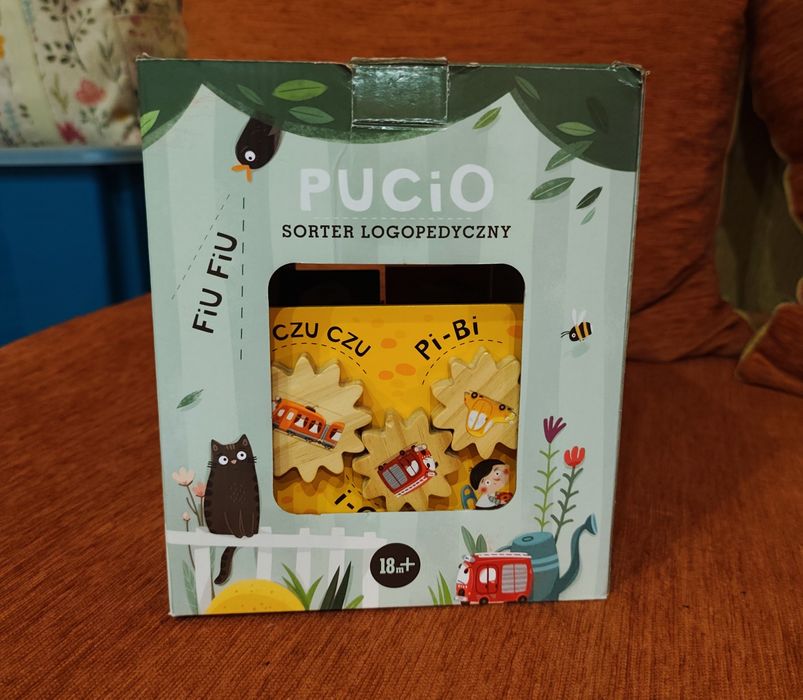 PUCiO
SORTER LOGOPEDYCZNY
FiU FiU
CZU CZU
Pi-Bi
18m+